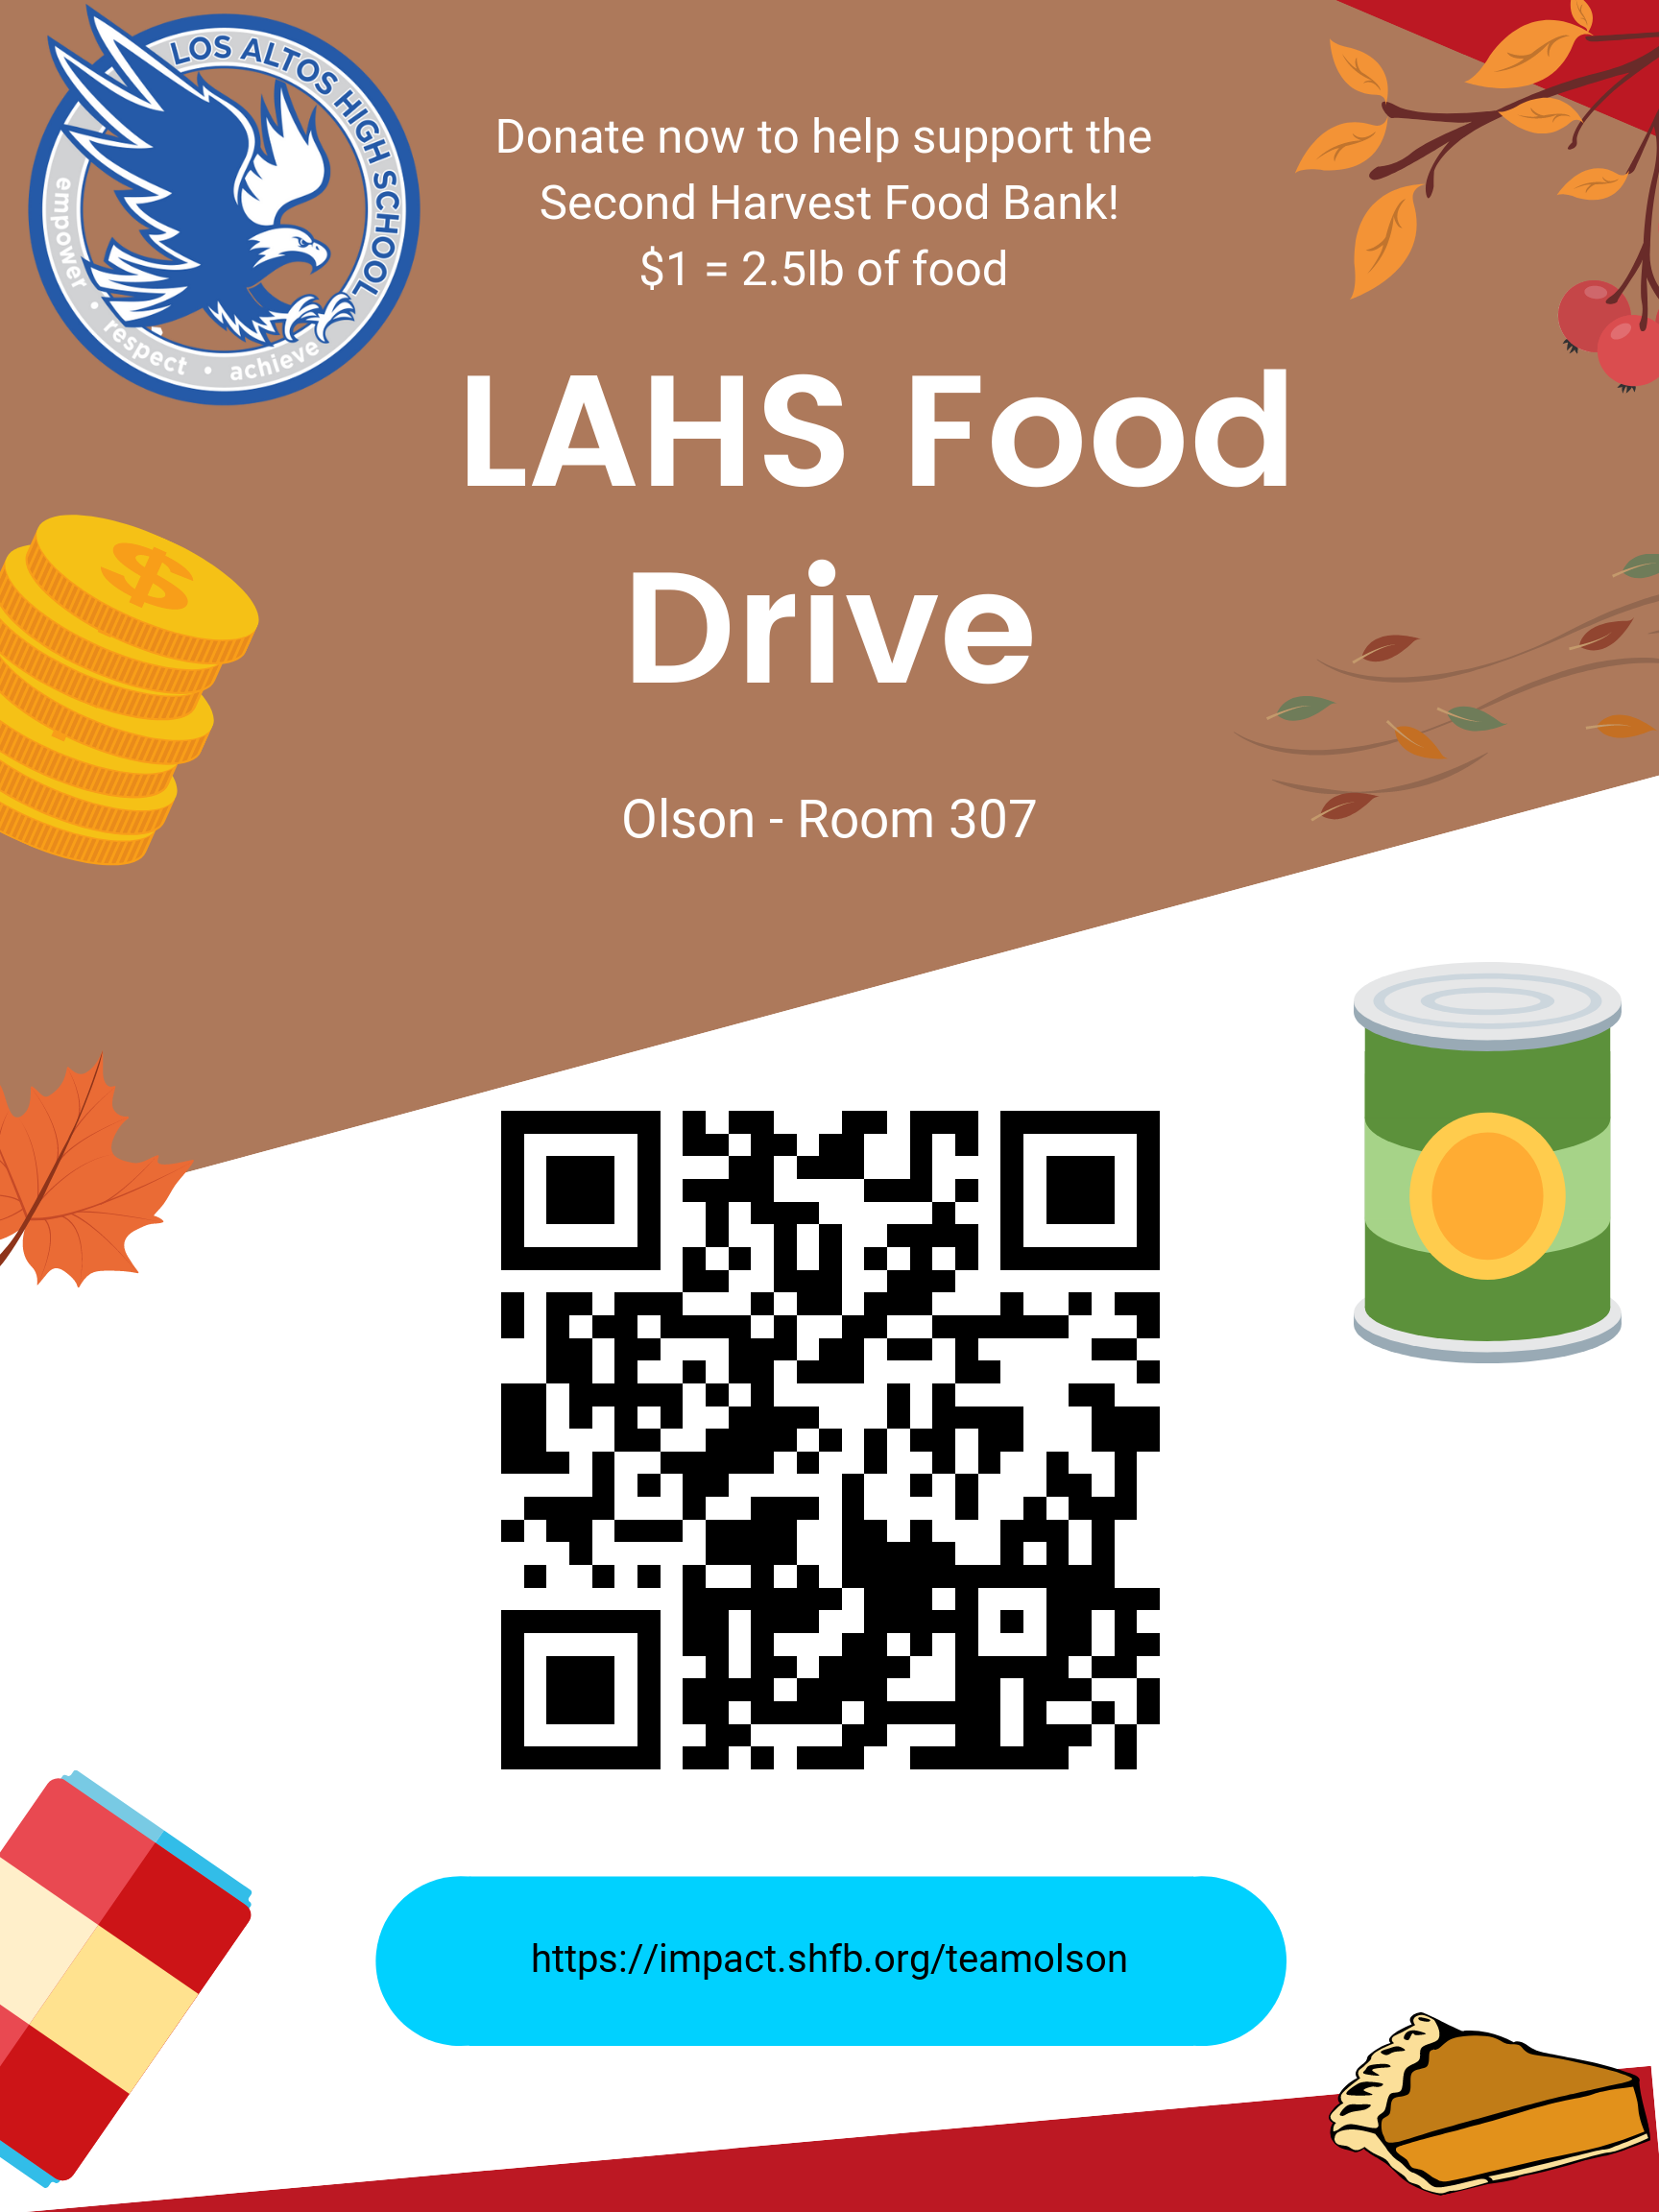 LOS ALTOS HIGH SCHOOL
empower • respect • achieve
Donate now to help support the
Second Harvest Food Bank!
$1 = 2.5lb of food
LAHS Food
Drive
Olson - Room 307
$
https://impact.shfb.org/teamolson